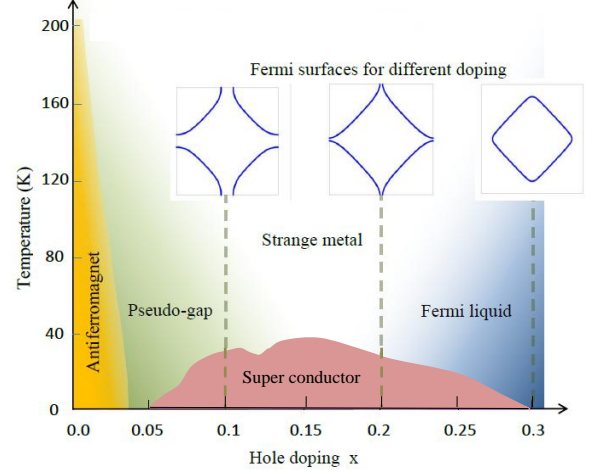 200
Fermi surfaces for different doping
160
120
Temperature (K)
Strange metal
80
Antiferromagnet
Pseudo-gap
Fermi liquid
40
Super conductor
0
0.0 0.05 0.1 0.15 0.2 0.25 0.3
Hole doping x